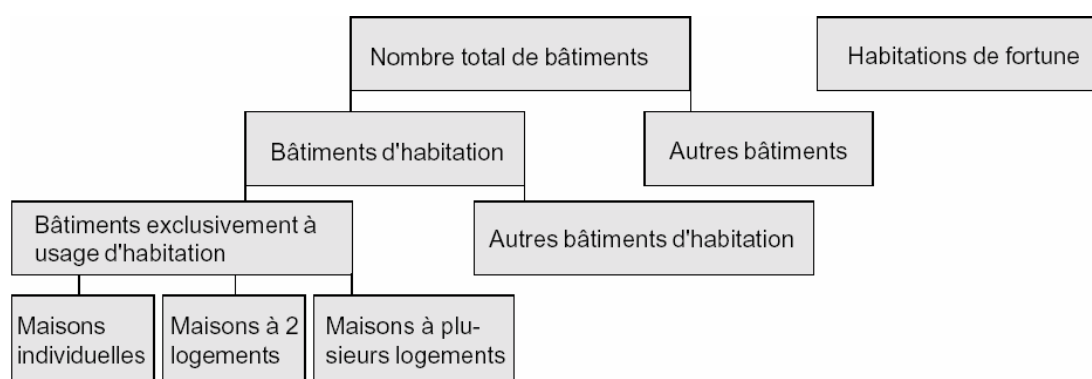 Nombre total de bâtiments
Habitations de fortune
Bâtiments d'habitation
Autres bâtiments
Bâtiments exclusivement à
usage d'habitation
Autres bâtiments d'habitation
Maisons
individuelles
Maisons à 2
logements
Maisons à plu-
sieurs logements